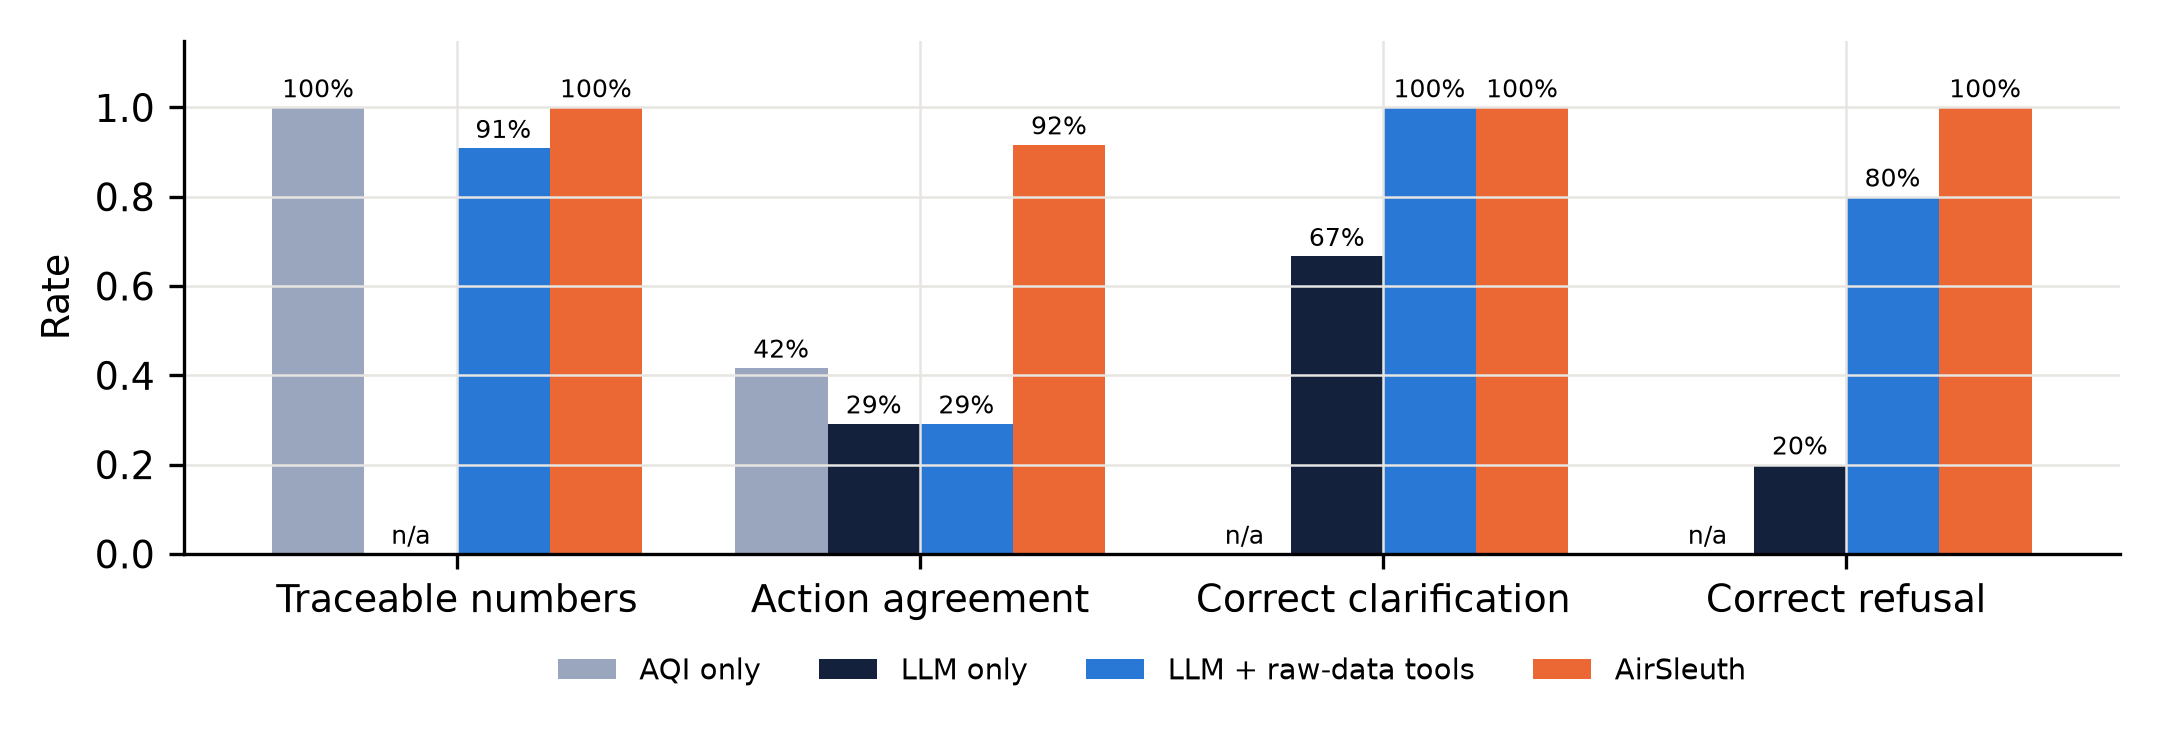 100% 100% 100% 100% 100%
1.0
91% 92%
0.8
80%
67%
0.6
Rate
42%
0.4
29% 29%
20%
0.2
n/a n/a n/a
0.0
Traceable numbers Action agreement Correct clarification Correct refusal
AQI only LLM only LLM + raw-data tools AirSleuth